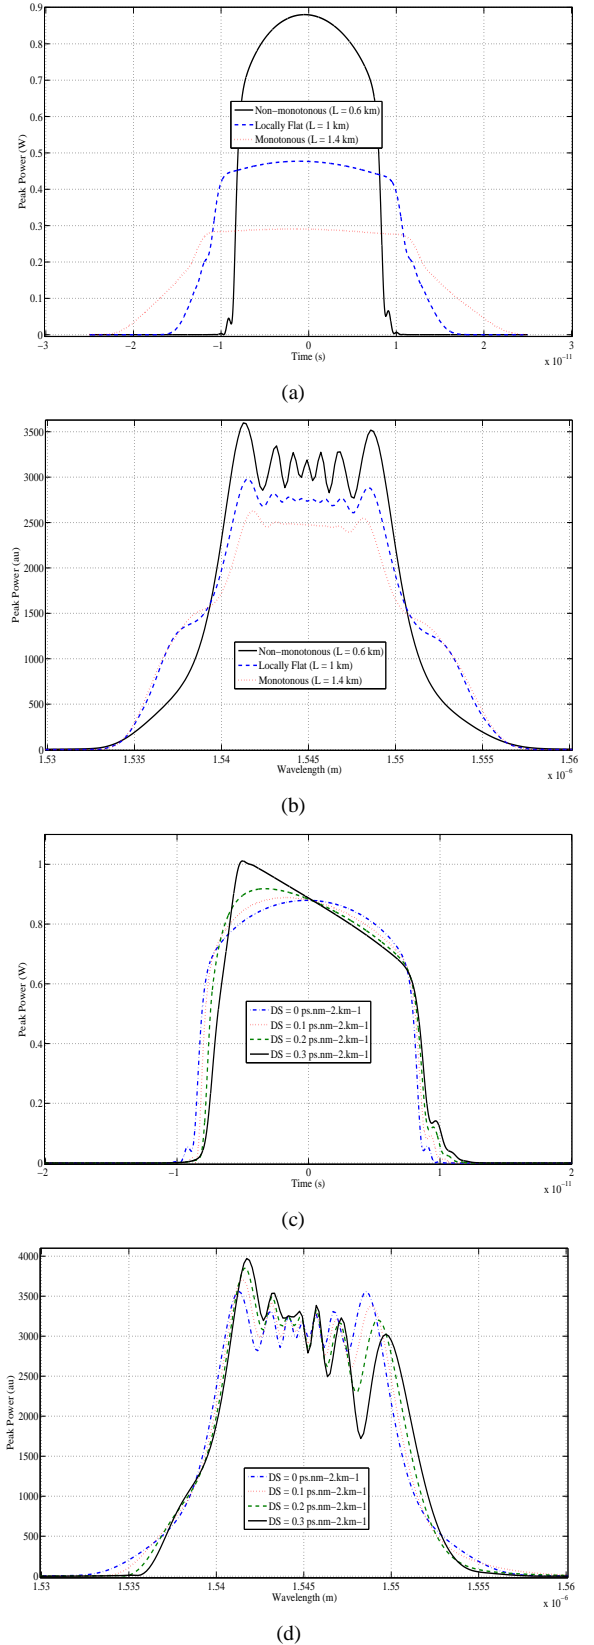 0.9
0.8
0.7
0.6
0.5
0.4
0.3
0.2
0.1
0
Peak Power (W)
Non−monotonous (L = 0.6 km)
Locally Flat (L = 1 km)
Monotonous (L = 1.4 km)
−3 −2 −1 0 1 2 3
Time (s)
x 10−11
(a)
3500
3000
2500
2000
1500
1000
500
0
Peak Power (au)
Non−monotonous (L = 0.6 km)
Locally Flat (L = 1 km)
Monotonous (L = 1.4 km)
1.53 1.535 1.54 1.545 1.55 1.555 1.56
Wavelength (m)
x 10−6
(b)
1
0.8
0.6
0.4
0.2
0
Peak Power (W)
DS = 0 ps.nm−2.km−1
DS = 0.1 ps.nm−2.km−1
DS = 0.2 ps.nm−2.km−1
DS = 0.3 ps.nm−2.km−1
−2 −1 0 1 2
Time (s)
x 10−11
(c)
4000
3500
3000
2500
2000
1500
1000
500
0
Peak Power (au)
DS = 0 ps.nm−2.km−1
DS = 0.1 ps.nm−2.km−1
DS = 0.2 ps.nm−2.km−1
DS = 0.3 ps.nm−2.km−1
1.53 1.535 1.54 1.545 1.55 1.555 1.56
Wavelength (m)
x 10−6
(d)